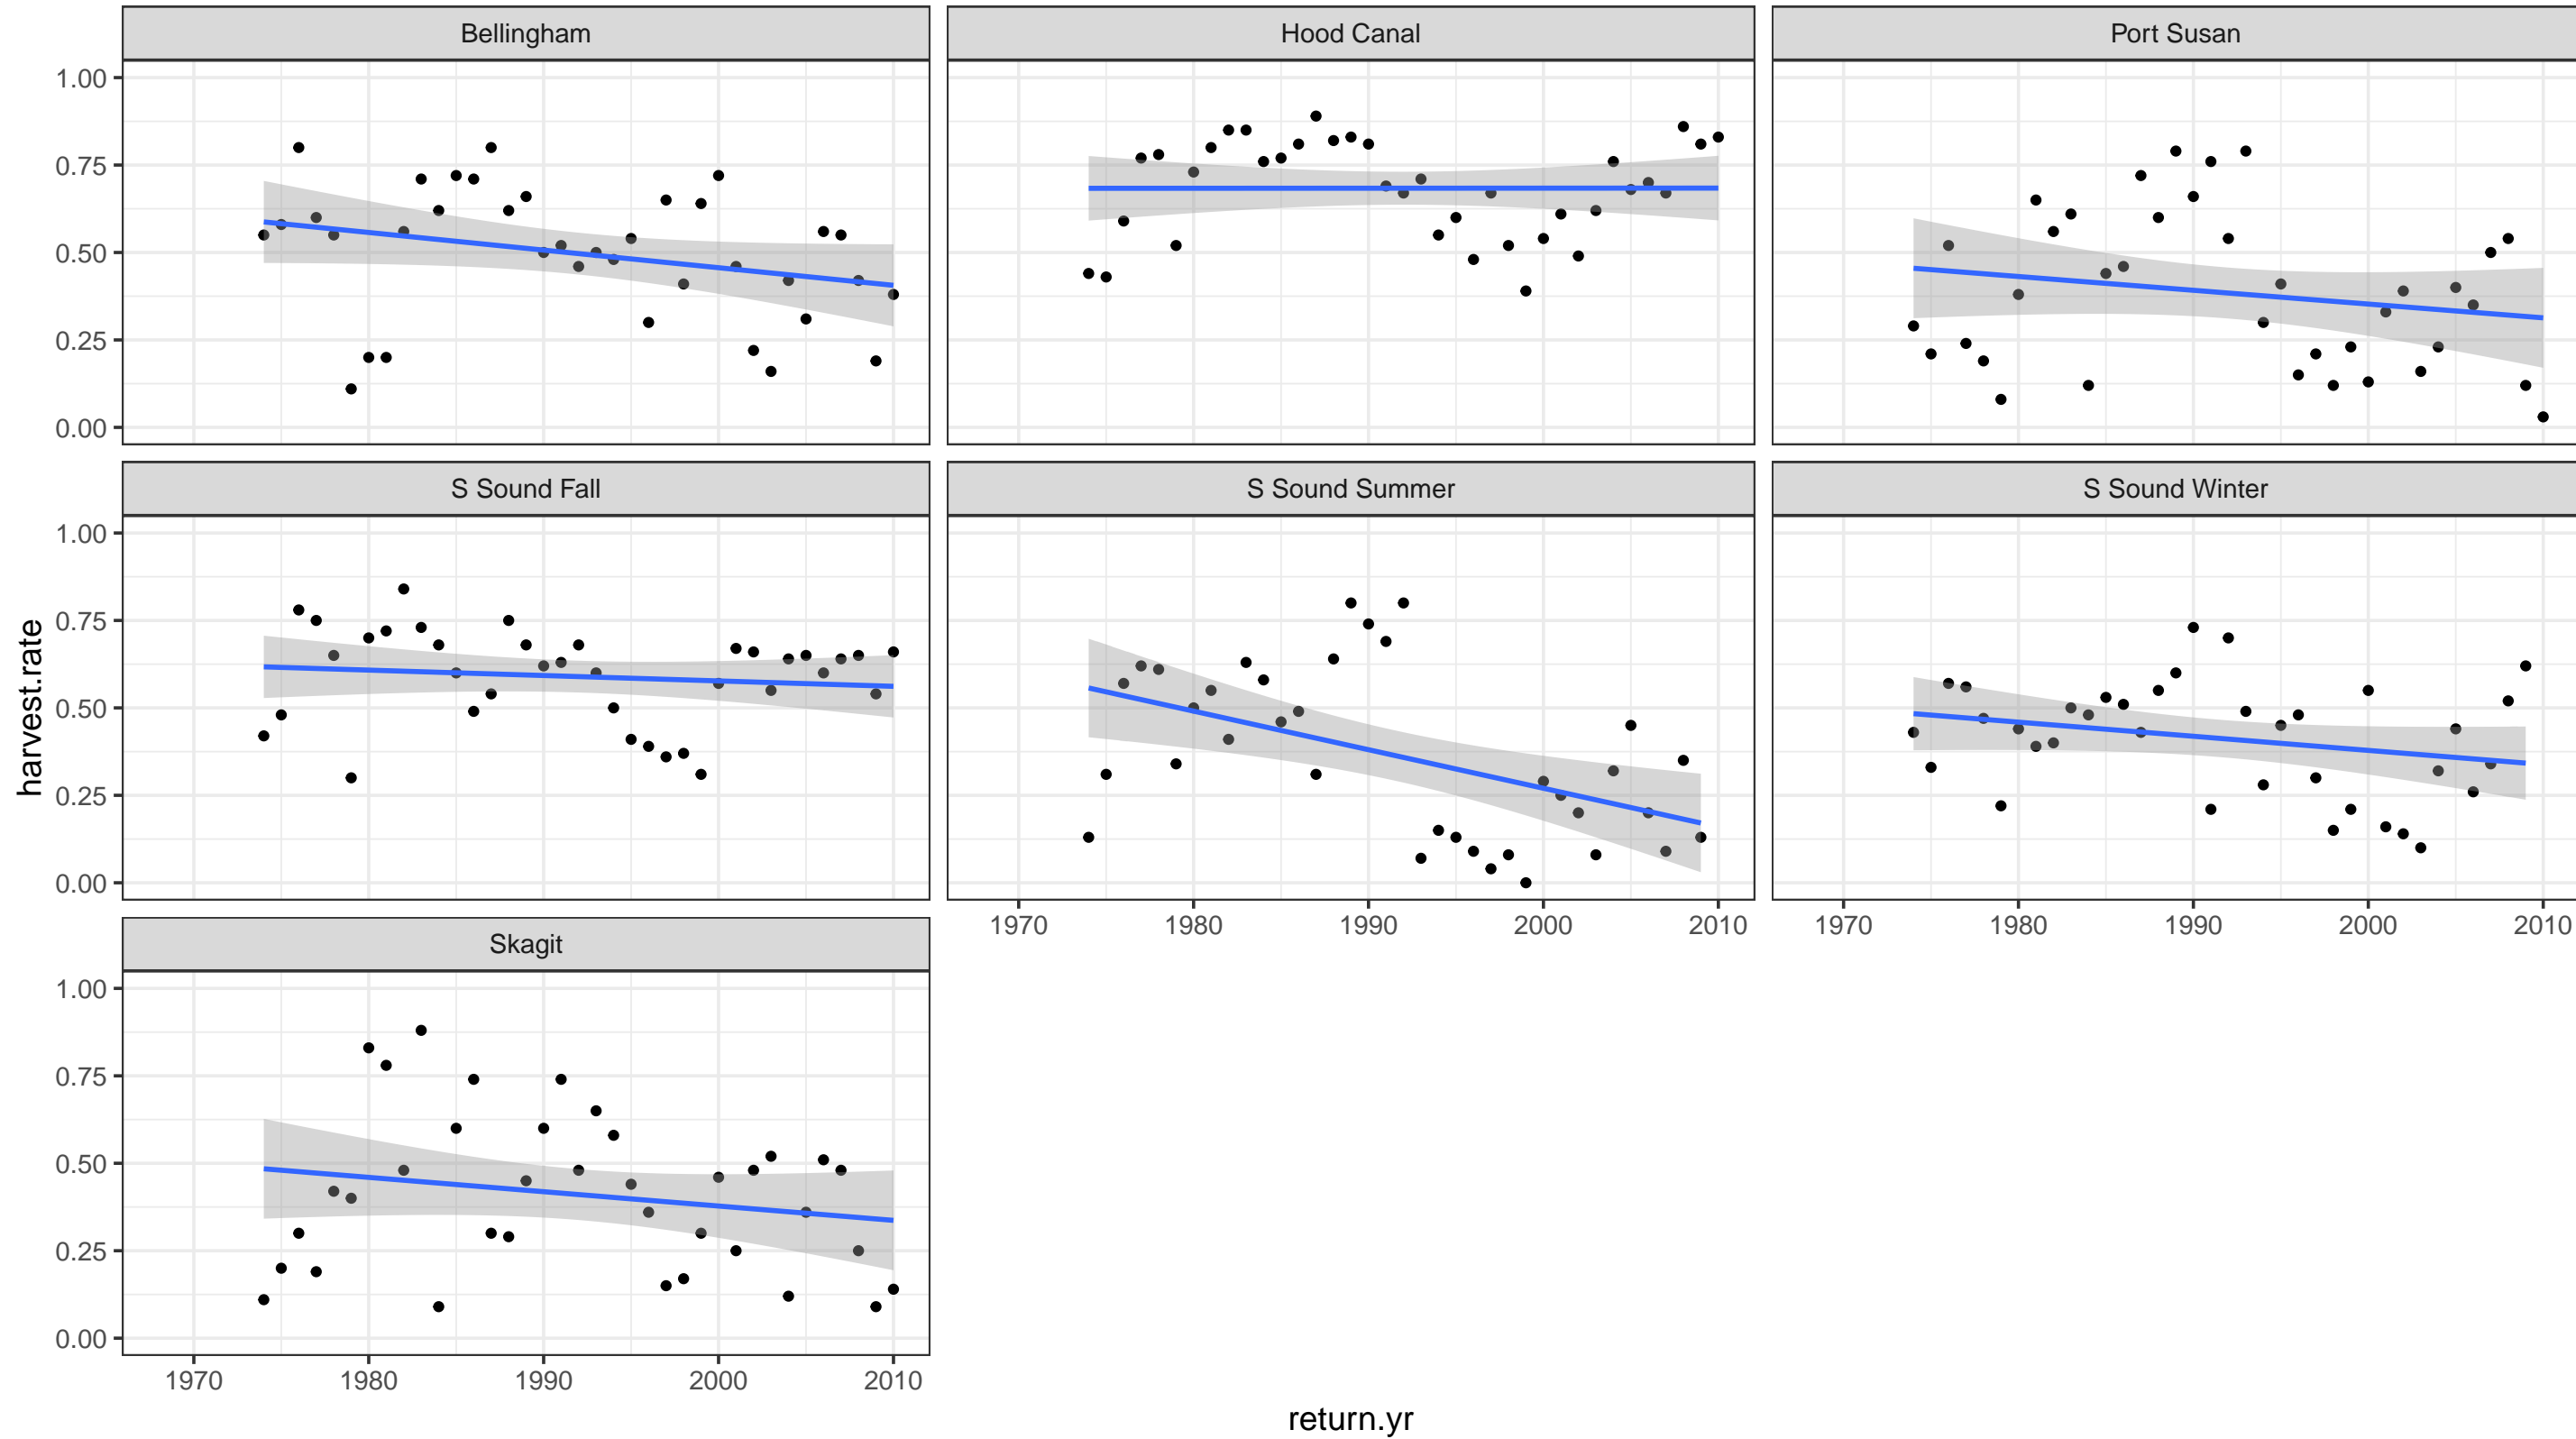 Bellingham Hood Canal Port Susan
1.00
0.75
0.50
0.25
0.00
S Sound Fall S Sound Summer S Sound Winter
1.00
0.75
0.50
0.25
0.00
1970 1980 1990 2000 2010 1970 1980 1990 2000 2010
Skagit
1.00
0.75
0.50
0.25
0.00
1970 1980 1990 2000 2010
harvest.rate
return.yr